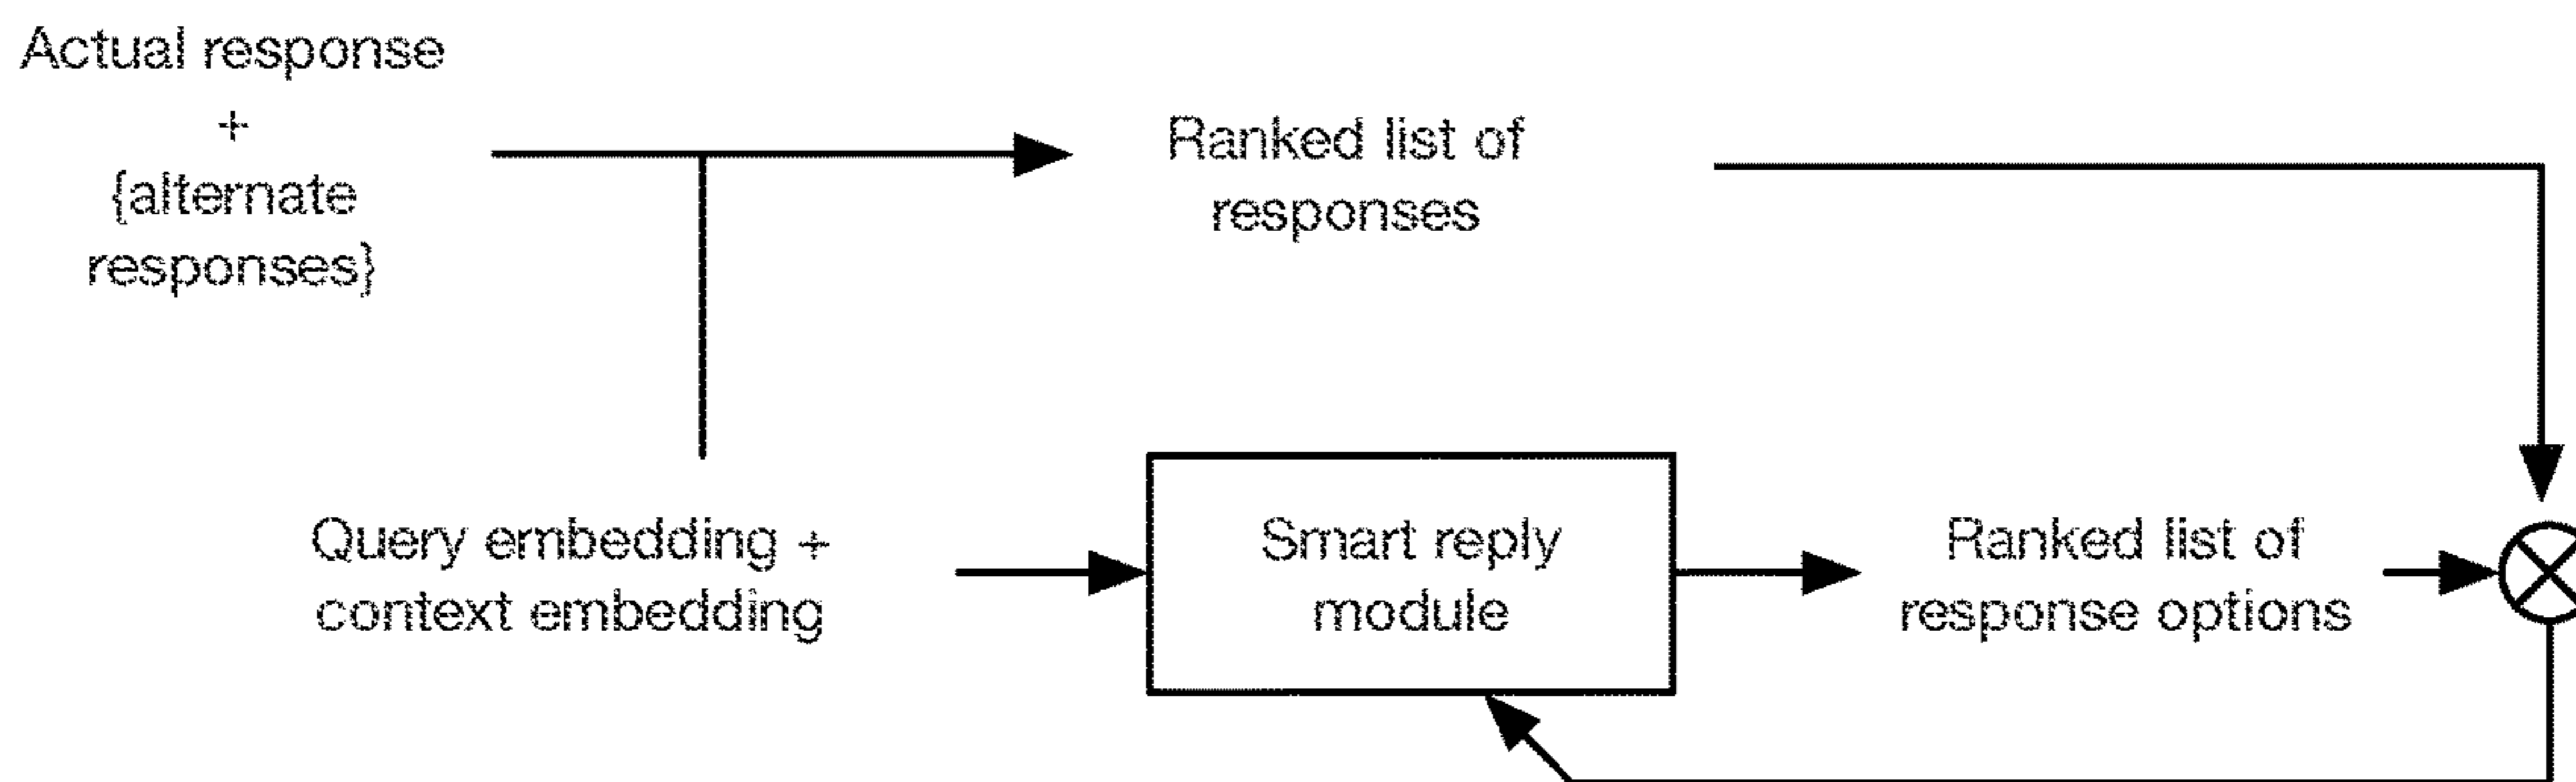 Actual response
+
{alternate
responses}
Ranked list of
responses
Query embedding +
context embedding
Smart reply
module
Ranked list of
response options